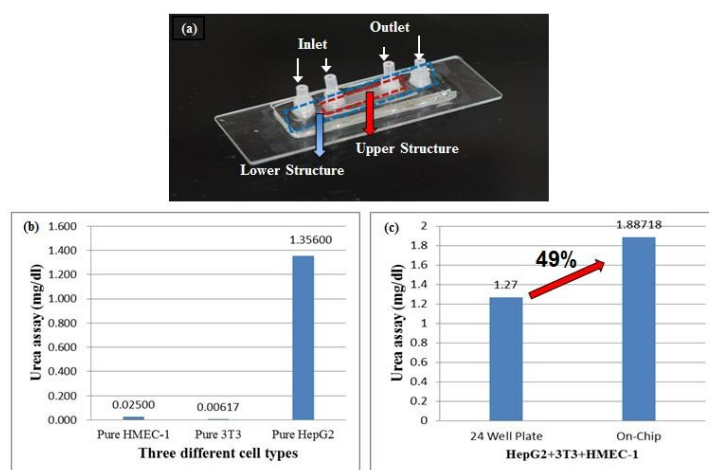 (a)
Inlet
Outlet
Upper Structure
Lower Structure
(b)
Urea assay (mg/dl)
1.600
1.400
1.200
1.000
0.800
0.600
0.400
0.200
0.000
0.02500
0.00617
1.35600
Pure HMEC-1 Pure 3T3 Pure HepG2
Three different cell types
(c)
Urea assay (mg/dl)
2
1.8
1.6
1.4
1.2
1
0.8
0.6
0.4
0.2
0
1.27
49%
1.88718
24 Well Plate On-Chip
HepG2+3T3+HMEC-1